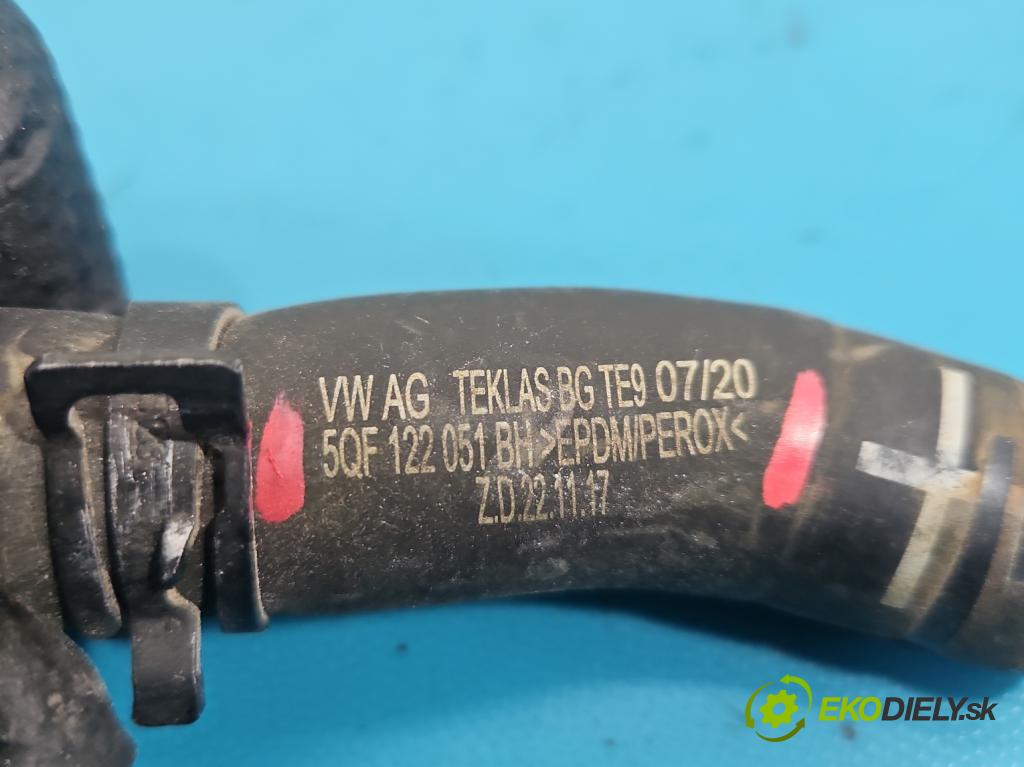 VW AG TEKLAS BG TE9 07/20
5QF 122 051 BH >EPDM/PEROX<
Z.D.22.11.17
EKODIELY.sk